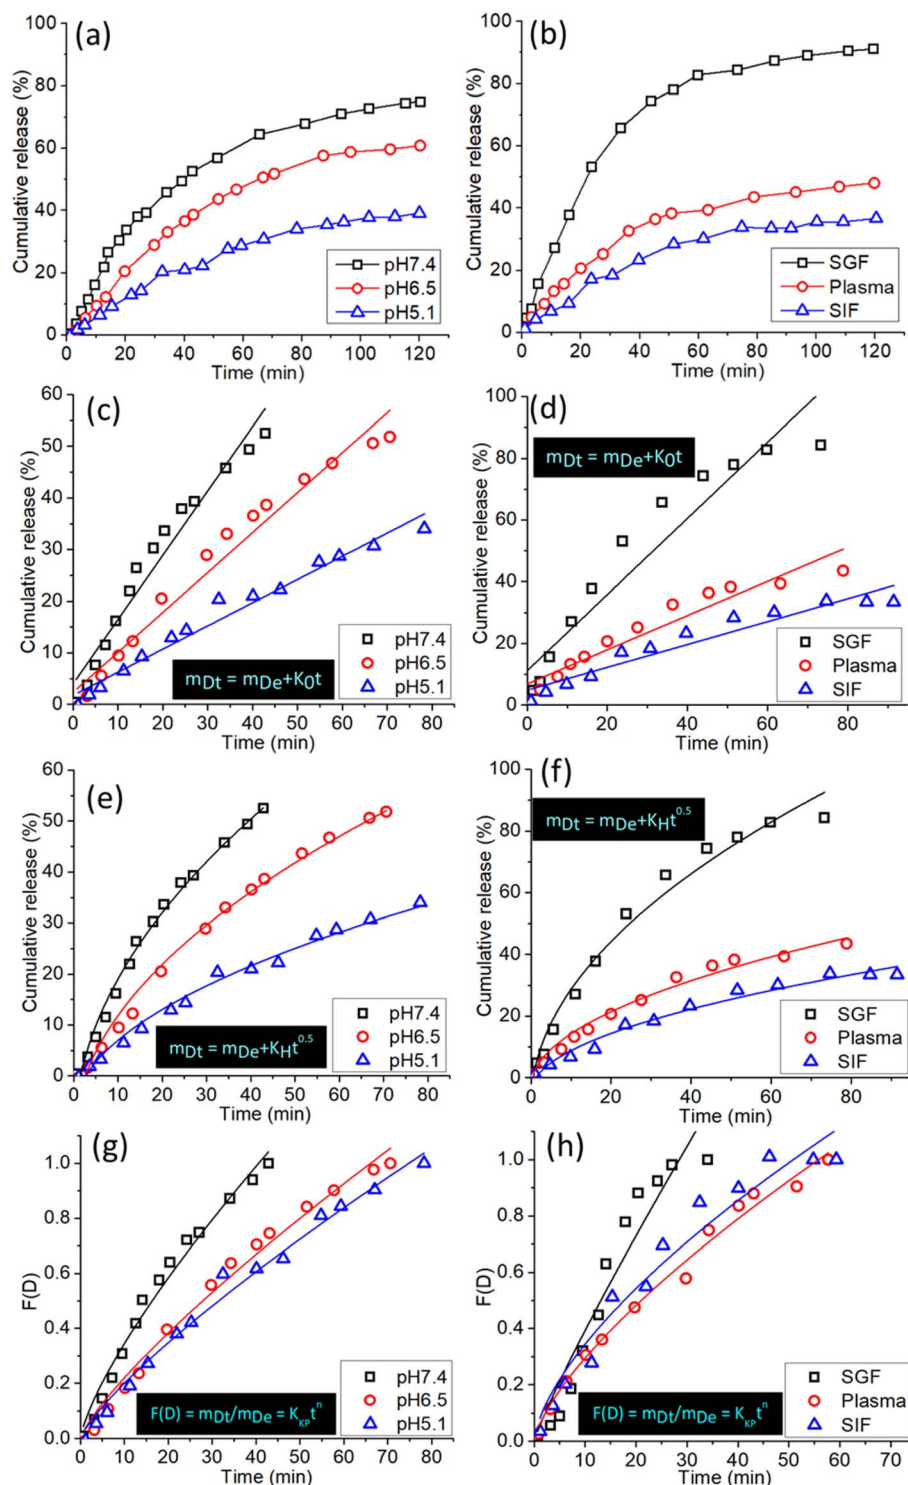 (a)
Cumulative release (%)
100
80
60
40
20
0
pH7.4
pH6.5
pH5.1
0 20 40 60 80 100 120
Time (min)
(b)
Cumulative release (%)
100
80
60
40
20
0
SGF
Plasma
SIF
0 20 40 60 80 100 120
Time (min)
(c)
Cumulative release (%)
60
50
40
30
20
10
0
mDt = mDe+K0t
pH7.4
pH6.5
pH5.1
0 10 20 30 40 50 60 70 80
Time (min)
(d)
Cumulative release (%)
100
80
60
40
20
0
mDt = mDe+K0t
SGF
Plasma
SIF
0 20 40 60 80
Time (min)
(e)
Cumulative release (%)
60
50
40
30
20
10
0
mDt = mDe+KHt0.5
pH7.4
pH6.5
pH5.1
0 10 20 30 40 50 60 70 80
Time (min)
(f)
Cumulative release (%)
100
80
60
40
20
0
mDt = mDe+KHt0.5
SGF
Plasma
SIF
0 20 40 60 80
Time (min)
(g)
F(D)
1.0
0.8
0.6
0.4
0.2
0.0
pH7.4
pH6.5
pH5.1
F(D) = mDt/mDe = KKPtn
0 10 20 30 40 50 60 70 80
Time (min)
(h)
F(D)
1.0
0.8
0.6
0.4
0.2
0.0
SGF
Plasma
SIF
F(D) = mDt/mDe = KKPtn
0 10 20 30 40 50 60 70
Time (min)